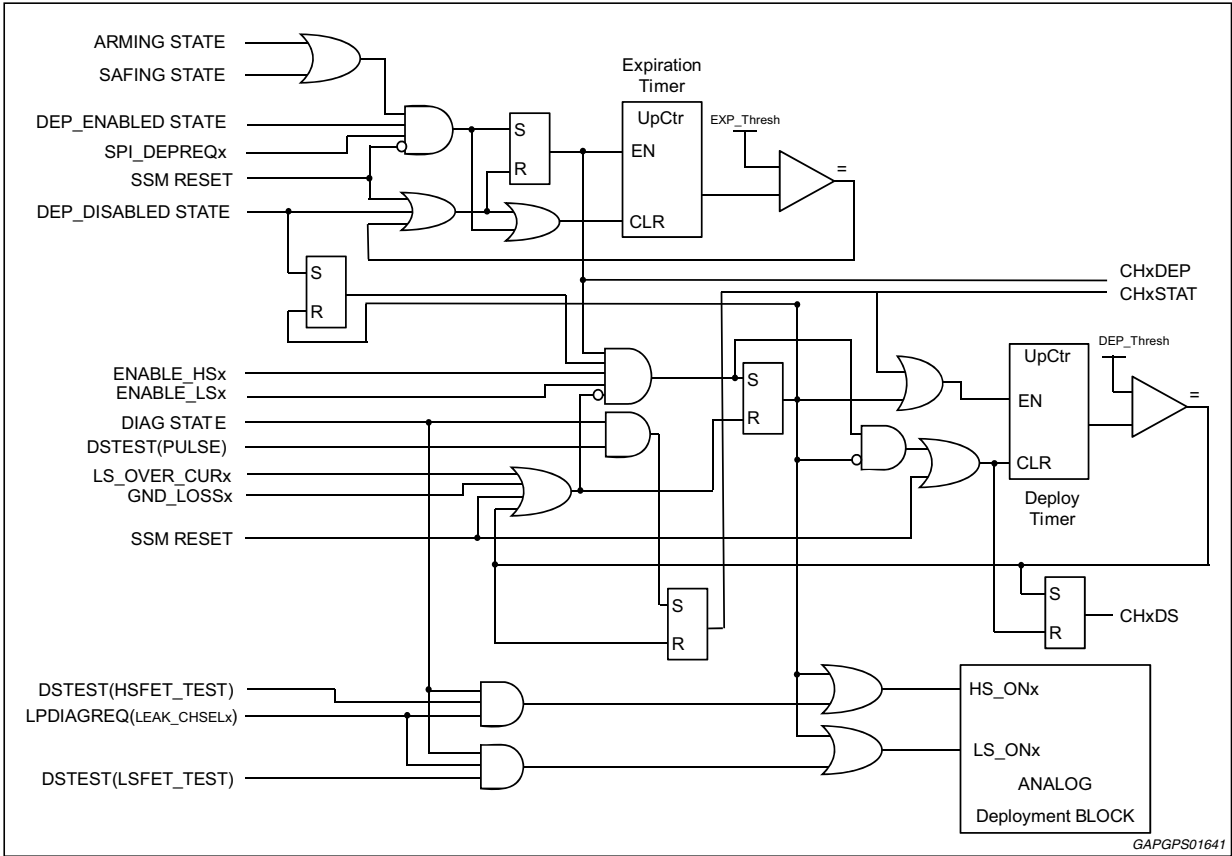 ARMING STATE
SAFING STATE
DEP_ENABLED STATE
SPI_DEPREQx
SSM RESET
DEP_DISABLED STATE
Expiration
Timer
UpCtr
EN
CLR
EXP_Thresh
=
S
R
S
R
CHxDEP
CHxSTAT
ENABLE_HSx
ENABLE_LSx
DIAG STATE
DSTEST(PULSE)
LS_OVER_CURx
GND_LOSSx
SSM RESET
S
R
UpCtr
EN
CLR
Deploy
Timer
DEP_Thresh
=
S
R
S
R
CHxDS
DSTEST(HSFET_TEST)
LPDIAGREQ(LEAK_CHSELx)
DSTEST(LSFET_TEST)
HS_ONx
LS_ONx
ANALOG
Deployment BLOCK
GAPGPS01641